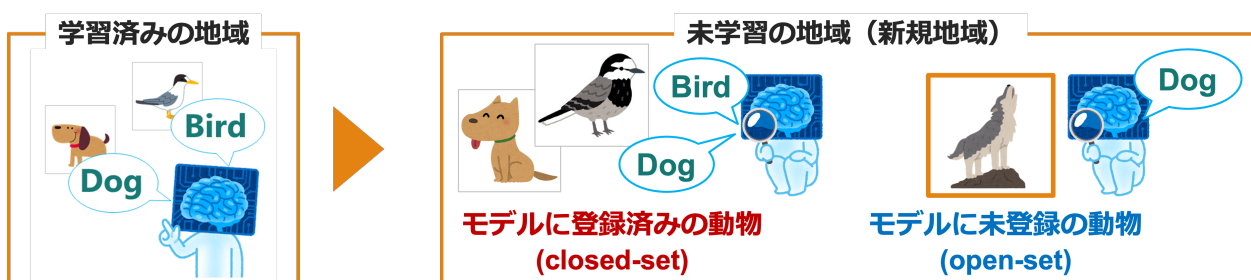 学習済みの地域
Bird
Dog
未学習の地域（新規地域）
Bird
Dog
モデルに登録済みの動物
(closed-set)
Dog
モデルに未登録の動物
(open-set)